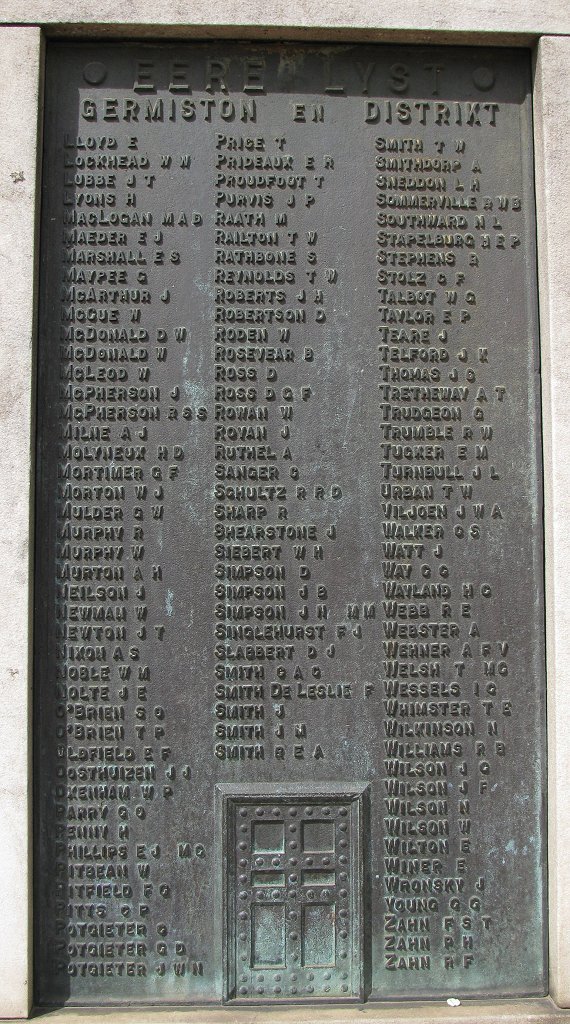 EERE LYST
GERMISTON EN DISTRIKT
LLOYD E
LOCKHEAD W W
LUBBE J T
LYONS H
MACLOGAN M A D
MAEDER E J
MARSHALL E S
MAYPEE G
MCARTHUR J
MCCUE W
MCDONALD D W
MCDONALD W
MCLEOD W
MCPHERSON J
MCPHERSON R S S
MILNE A J
MOLYNEUX H D
MORTIMER G F
MORTON W J
MULDER G W
MURPHY R
MURPHY W
MURTON A H
NEILSON J
NEWMAN W
NEWTON J T
NIXON A S
NOBLE W M
NOLTE J E
O'BRIEN S O
O'BRIEN T P
OLDFIELD E F
OOSTHUIZEN J J
OXENHAM W P
PARRY G O
PENNY H
PHILLIPS E J MC
PITBEAN W
PITFIELD F G
PITTS C P
POTGIETER G
POTGIETER G D
POTGIETER J W N
PRICE T
PRIDEAUX E R
PROUDFOOT T
PURVIS J P
RAATH M
RAILTON T W
RATHBONE S
REYNOLDS T W
ROBERTS J H
ROBERTSON D
RODEN W
ROSEVEAR B
ROSS D
ROSS D G F
ROWAN W
ROYAN J
RUTHEL A
SANGER C
SCHULTZ R R D
SHARP R
SHEARSTONE J
SIEBERT W H
SIMPSON D
SIMPSON J B
SIMPSON J H MM
SINGLEHURST F J
SLABBERT D J
SMITH C A G
SMITH DE LESLIE F
SMITH J
SMITH J M
SMITH R E A
SMITH T W
SMITHDORP A
SNEDDON L H
SOMMERVILLE R W B
SOUTHWARD N L
STAPELBURG H E P
STEPHENS R
STOLZ G F
TALBOT W G
TAYLOR E P
TEARE J
TELFORD J K
THOMAS J S
TRETHEWAY A T
TRUDGEON G
TRUMBLE R W
TUCKER E M
TURNBULL J L
URBAN T W
VILJOEN J W A
WALKER G S
WATT J
WAY C G
WAYLAND H G
WEBB R E
WEBSTER A
WEHNER A F V
WELSH T MC
WESSELS I G
WHIMSTER T E
WILKINSON N
WILLIAMS R B
WILSON J G
WILSON J F
WILSON N
WILSON W
WILTON E
WINER E
WRONSKY J
YOUNG G G
ZAHN F S T
ZAHN P H
ZAHN R F